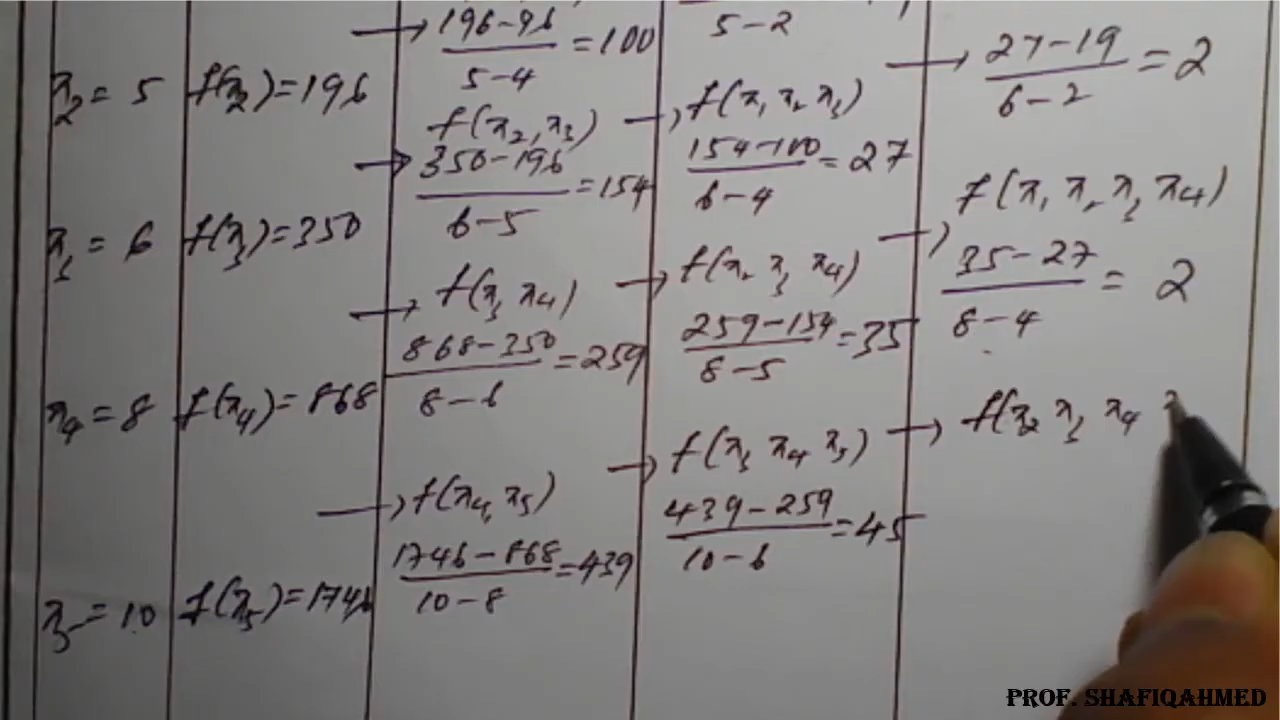 → 196-96 / 5-4 = 100
5-2
→ 27-19 / 6-2 = 2
x2 = 5 f(x2)=196
f(x2,x3)
→ 350-196 / 6-5 = 154
→ f(x1 x2 x3)
154-100 / 6-4 = 27
x3 = 6 f(x3)=350
→ f(x1 x2 x3 x4)
35-27 / 8-4 = 2
→ f(x3 x4)
868-350 / 8-6 = 259
→ f(x2 x3 x4)
259-154 / 8-5 = 35
x4 = 8 f(x4)=868
→ f(x4, x5)
1746-868 / 10-8 = 439
→ f(x3 x4 x5)
439-259 / 10-6 = 45
→ f(x2 x3 x4
x5 = 10 f(x5)=1746
PROF. SHAFIQAHMED